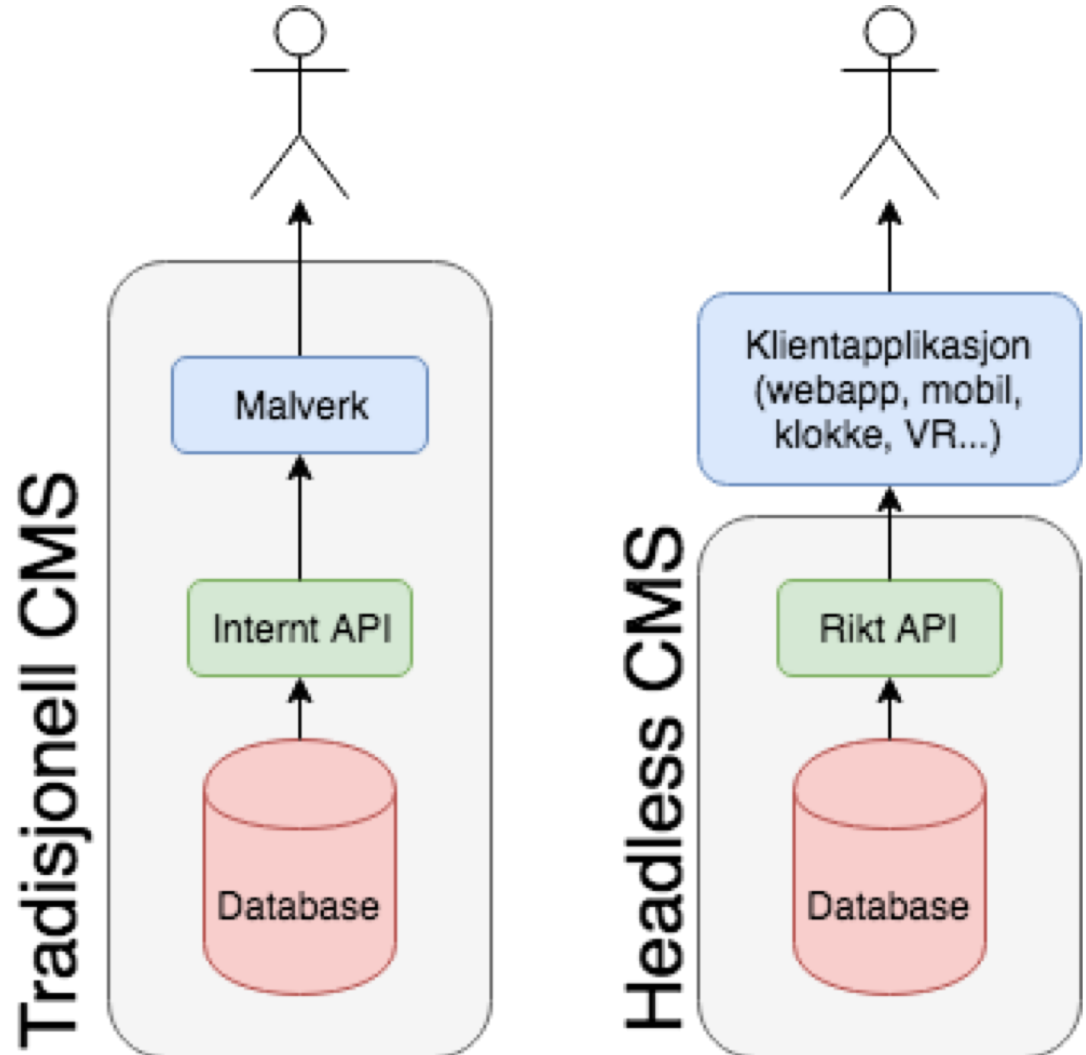 Tradisjonell CMS
Malverk
Internt API
Database
Headless CMS
Klientapplikasjon
(webapp, mobil,
klokke, VR...)
Rikt API
Database